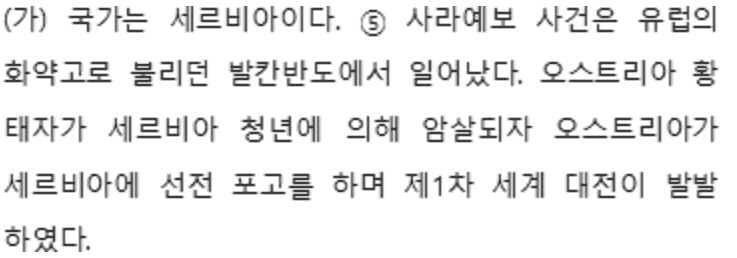 (가) 국가는 세르비아이다. ⑤ 사라예보 사건은 유럽의
화약고로 불리던 발칸반도에서 일어났다. 오스트리아 황
태자가 세르비아 청년에 의해 암살되자 오스트리아가
세르비아에 선전 포고를 하며 제1차 세계 대전이 발발
하였다.